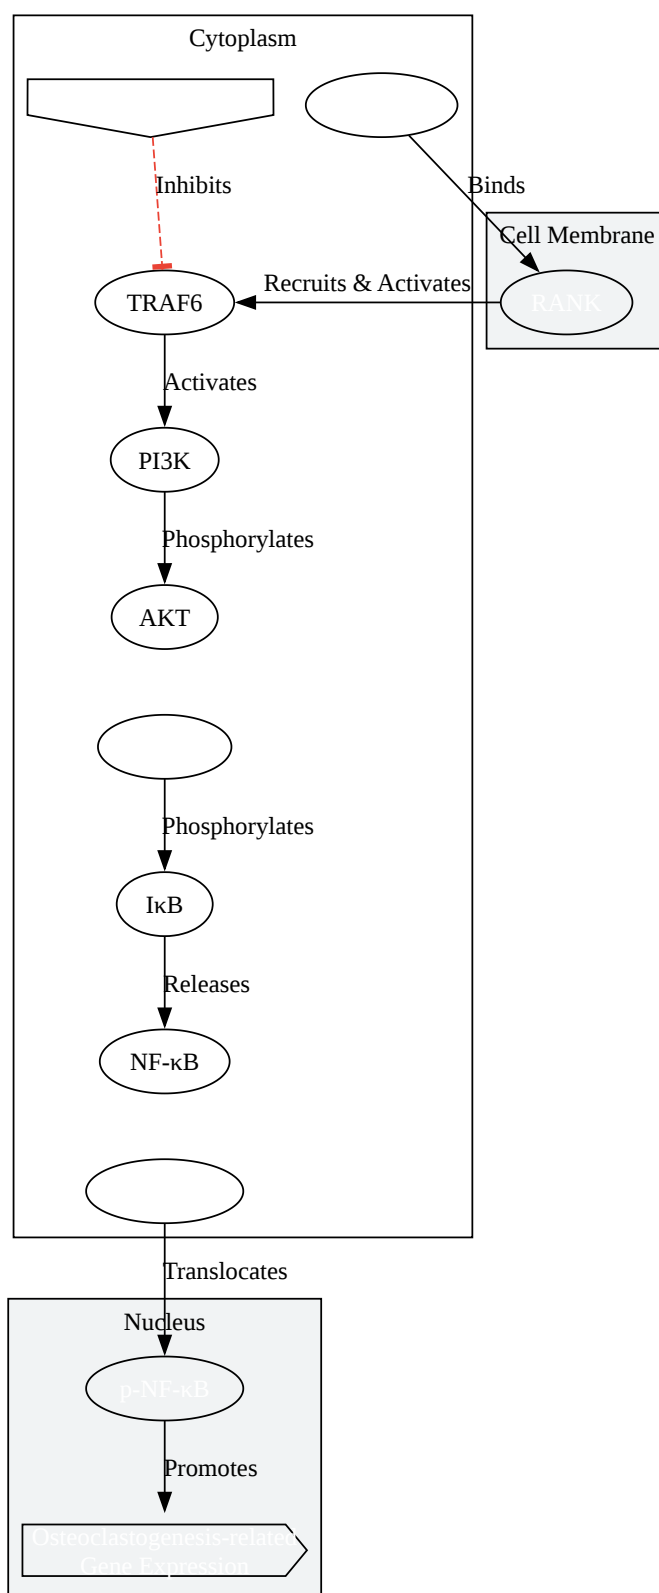 Cytoplasm
Inhibits
Binds
Cell Membrane
Recruits & Activates
TRAF6
RANK
Activates
PI3K
Phosphorylates
AKT
Phosphorylates
IκB
Releases
NF-κB
Translocates
Nucleus
p-NF-κB
Promotes
Osteoclastogenesis-related
Gene Expression